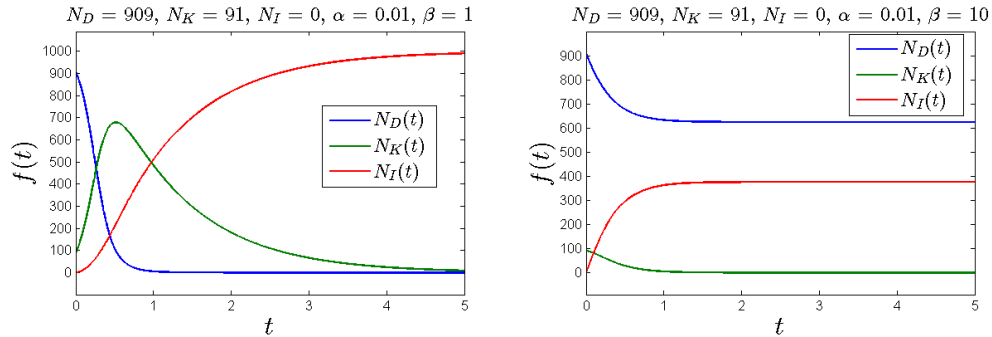 N_D = 909, N_K = 91, N_I = 0, α = 0.01, β = 1
1000
900
800
700
600
500
400
300
200
100
0
f(t)
N_D(t)
N_K(t)
N_I(t)
0 1 2 3 4 5
t
N_D = 909, N_K = 91, N_I = 0, α = 0.01, β = 10
900
800
700
600
500
400
300
200
100
0
f(t)
N_D(t)
N_K(t)
N_I(t)
0 1 2 3 4 5
t